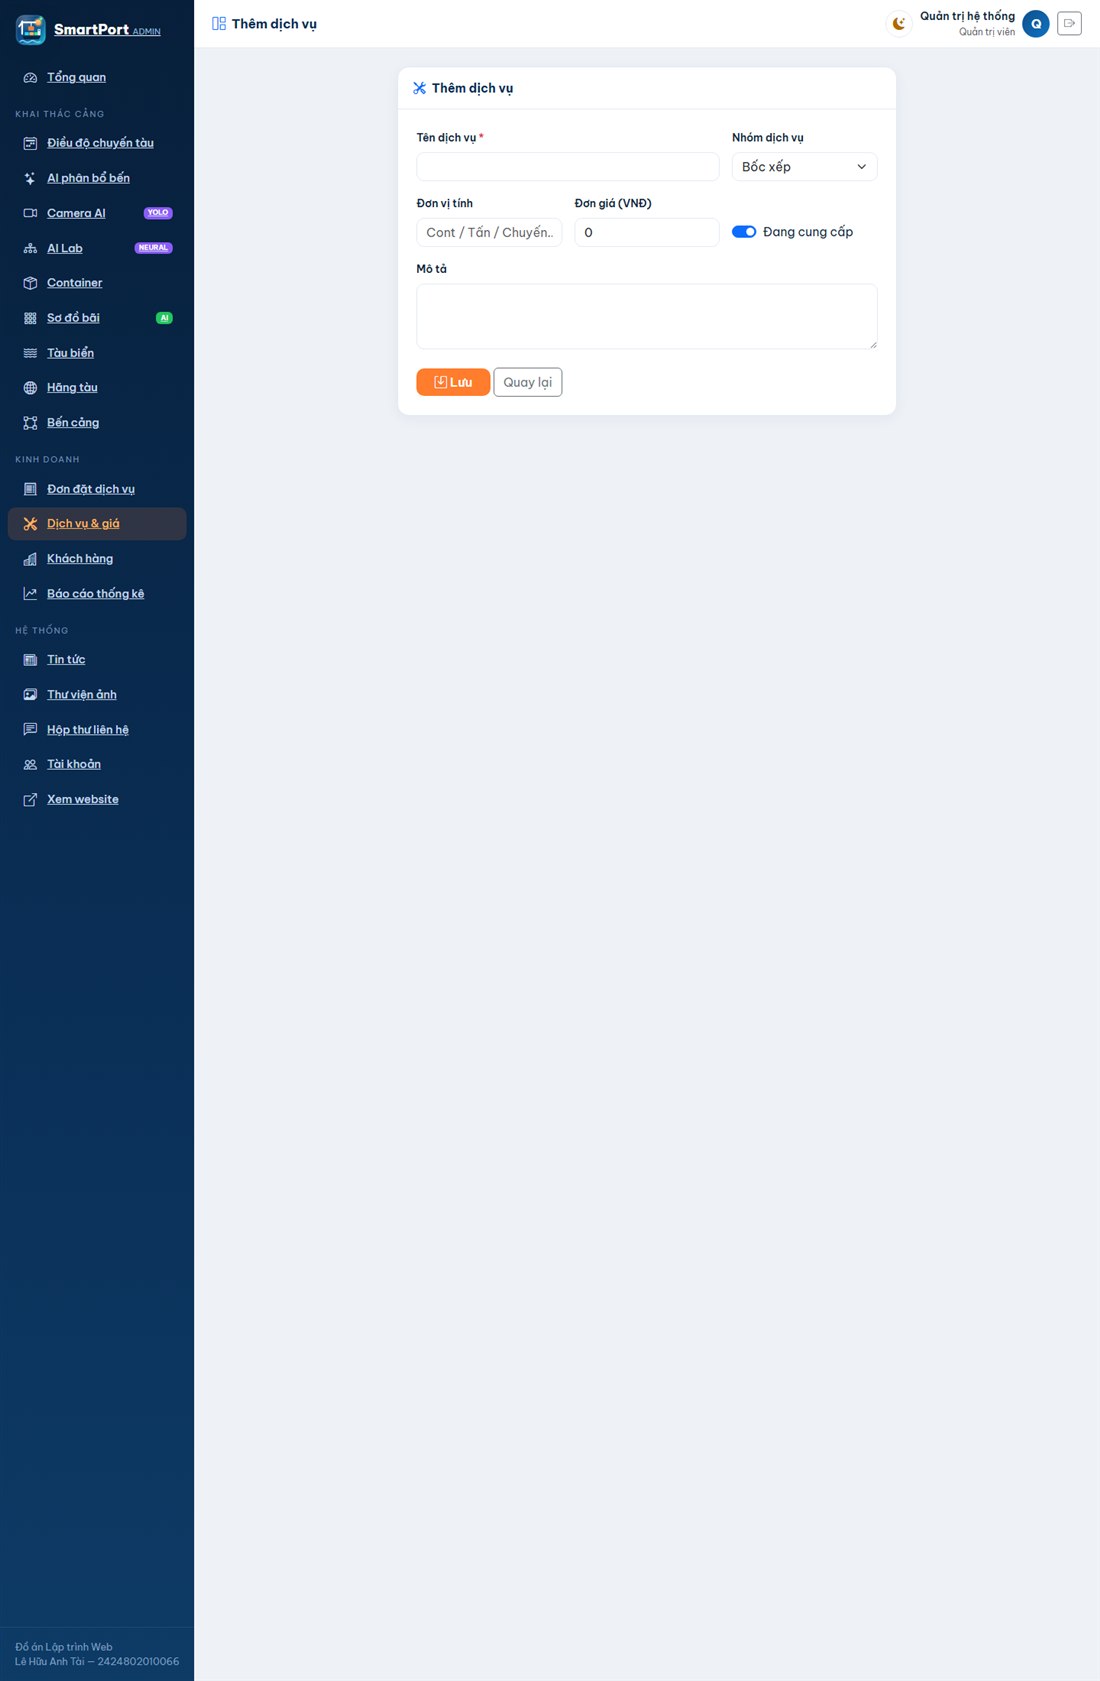 SmartPort ADMIN
Tổng quan
KHAI THÁC CẢNG
Điều độ chuyến tàu
AI phân bổ bến
Camera AI YOLO
AI Lab NEURAL
Container
Sơ đồ bãi AI
Tàu biển
Hãng tàu
Bến cảng
KINH DOANH
Đơn đặt dịch vụ
Dịch vụ & giá
Khách hàng
Báo cáo thống kê
HỆ THỐNG
Tin tức
Thư viện ảnh
Hộp thư liên hệ
Tài khoản
Xem website
Đồ án Lập trình Web
Lê Hữu Anh Tài — 2424802010066
Thêm dịch vụ
Quản trị hệ thống
Quản trị viên
Q
Thêm dịch vụ
Tên dịch vụ *
Nhóm dịch vụ
Bốc xếp
Đơn vị tính
Đơn giá (VNĐ)
Cont / Tấn / Chuyến..
0
Đang cung cấp
Mô tả
Lưu
Quay lại